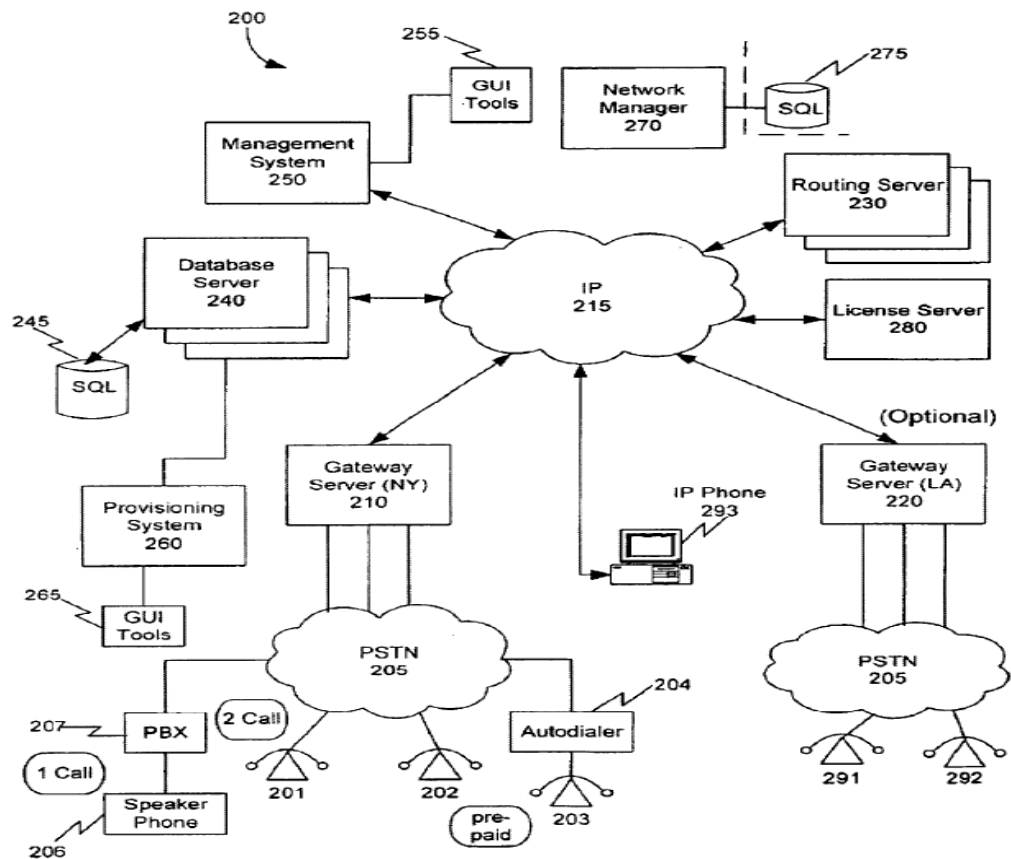 200
255
GUI
Tools
Network
Manager
270
SQL
275
Management
System
250
Routing Server
230
Database
Server
240
IP
215
License Server
280
245
SQL
(Optional)
Gateway
Server (NY)
210
Gateway
Server (LA)
220
IP Phone
293
Provisioning
System
260
265
GUI
Tools
PSTN
205
PSTN
205
204
207
PBX
2 Call
Autodialer
1 Call
201
202
203
291
292
Speaker
Phone
pre-
paid
206